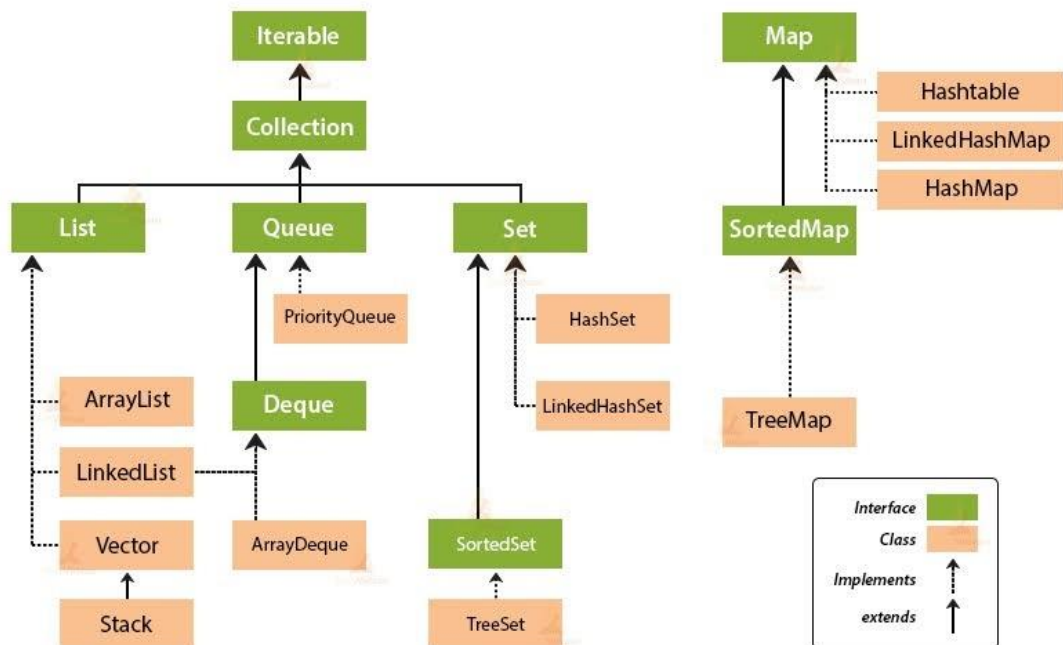 Iterable
Map
Hashtable
Collection
LinkedHashMap
HashMap
List
Queue
Set
SortedMap
PriorityQueue
HashSet
ArrayList
Deque
LinkedHashSet
TreeMap
LinkedList
Interface
Vector
ArrayDeque
SortedSet
Class
Implements
Stack
TreeSet
extends